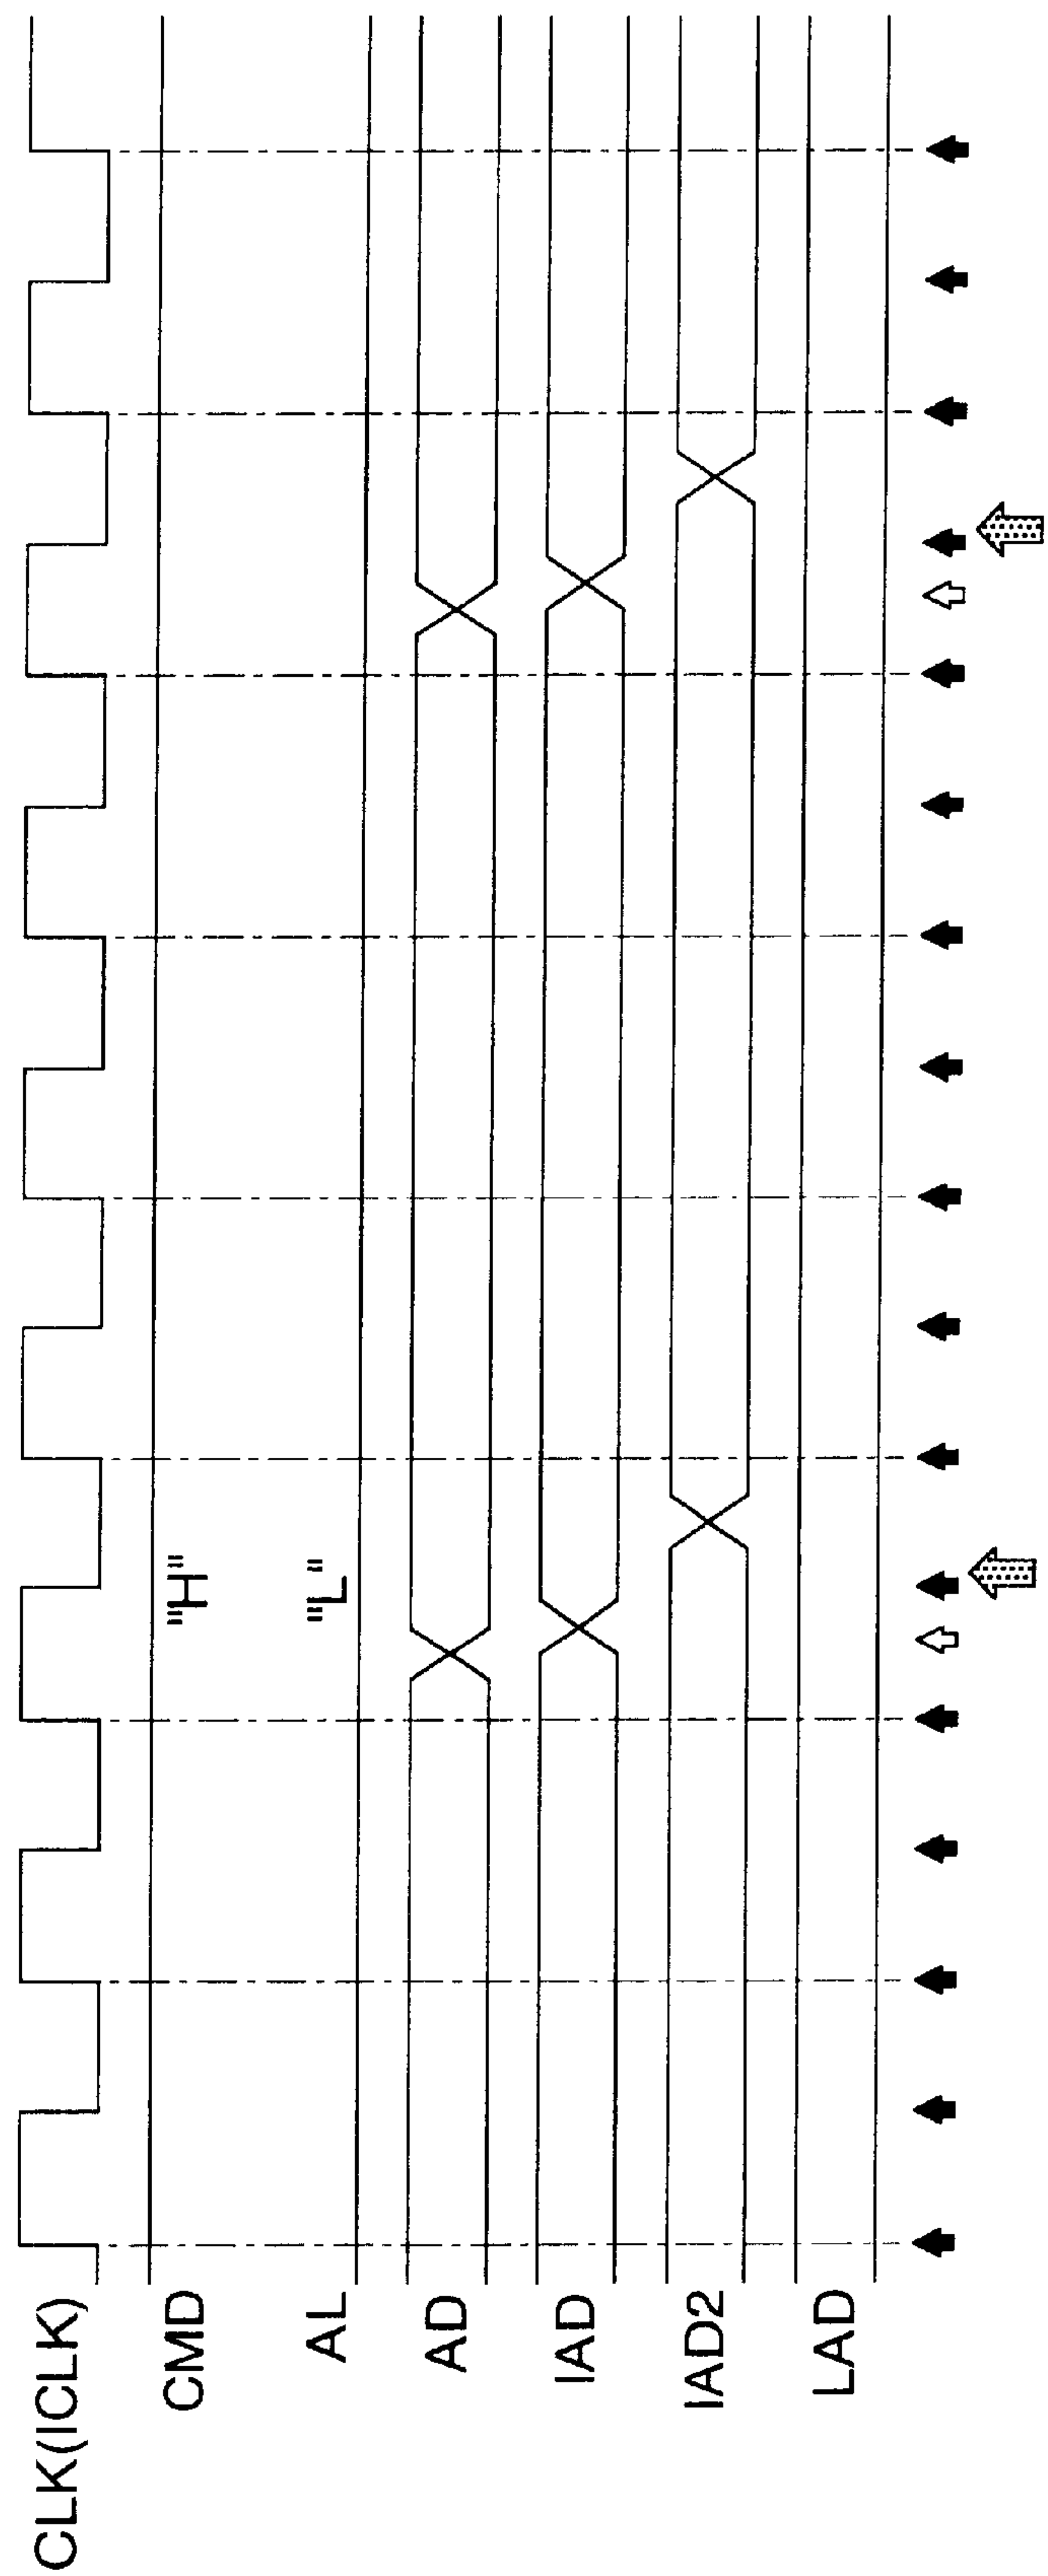 CLK(ICLK)
CMD "H"
AL "L"
AD
IAD
IAD2
LAD